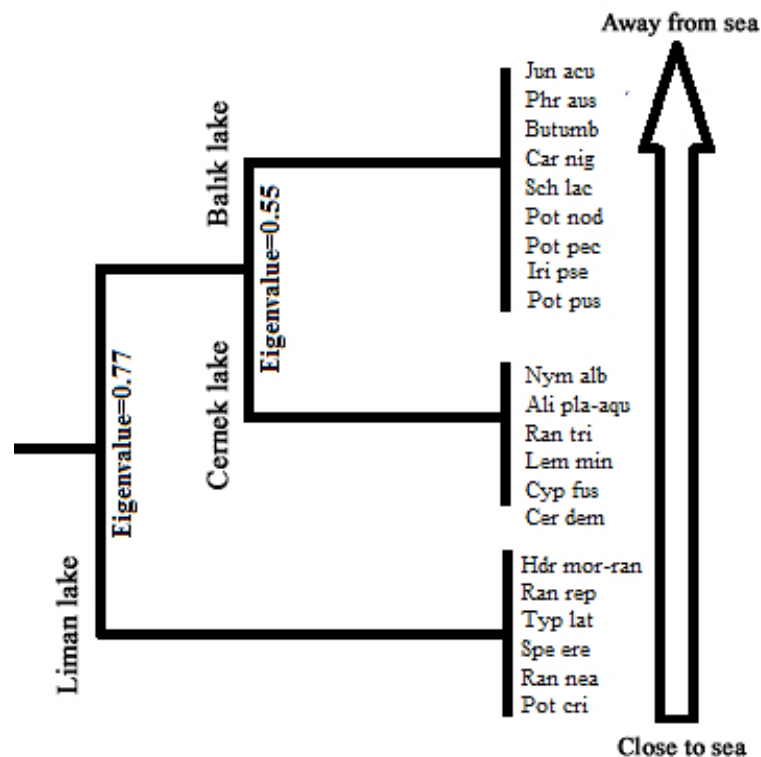 Away from sea
Jun acu
Phr aus
Butumb
Car nig
Sch lac
Pot nod
Pot pec
Iri pse
Pot pus
Balık lake
Eigenvalue=0.55
Cernek lake
Nym alb
Ali pla-aqu
Ran tri
Lem min
Cyp fus
Cer dem
Eigenvalue=0.77
Liman lake
Hdr mor-ran
Ran rep
Typ lat
Spe ere
Ran nea
Pot cri
Close to sea